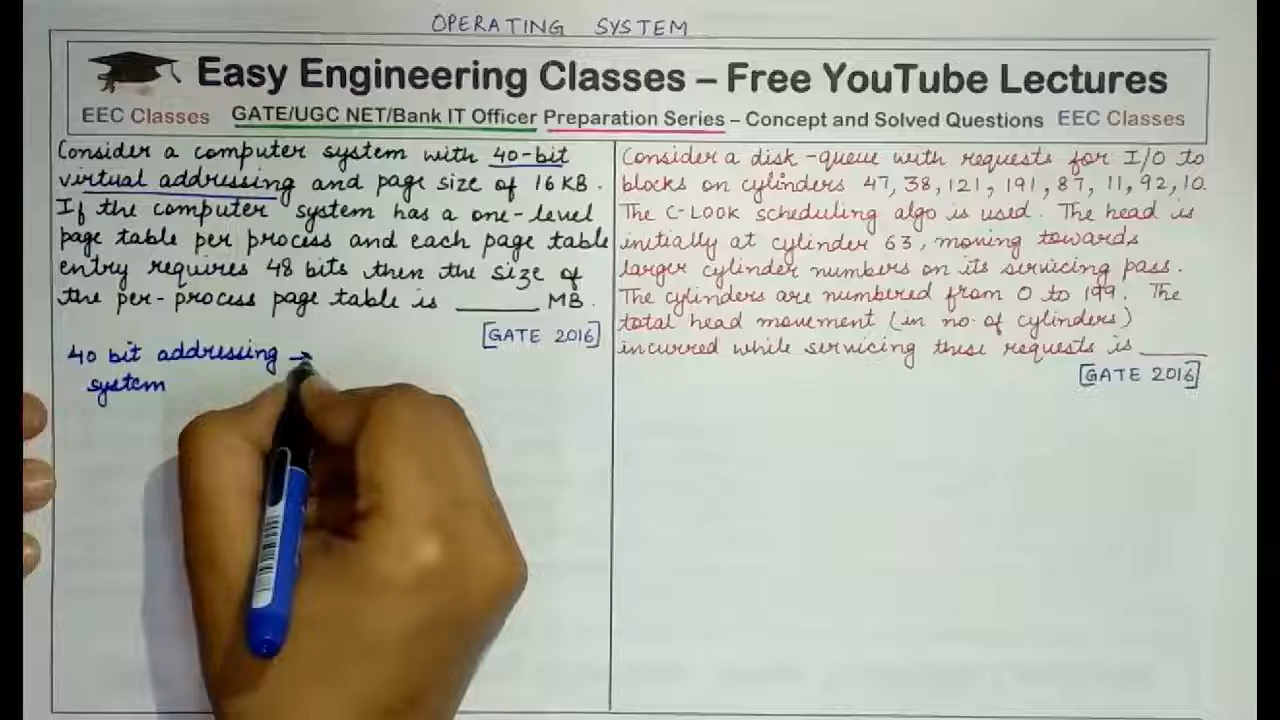 OPERATING SYSTEM
Easy Engineering Classes – Free YouTube Lectures
EEC Classes GATE/UGC NET/Bank IT Officer Preparation Series – Concept and Solved Questions EEC Classes
Consider a computer system with 40-bit
virtual addressing and page size of 16 KB.
If the computer system has a one-level
page table per process and each page table
entry requires 48 bits then the size of
the per-process page table is ______ MB.
[GATE 2016]
40 bit addressing →
system
Consider a disk-queue with requests for I/O to
blocks on cylinders 47, 38, 121, 191, 87, 11, 92, 10.
The C-LOOK scheduling algo is used. The head is
initially at cylinder 63, moving towards
larger cylinder numbers on its servicing pass.
The cylinders are numbered from 0 to 199. The
total head movement (in no. of cylinders)
incurred while servicing these requests is ______
[GATE 2016]